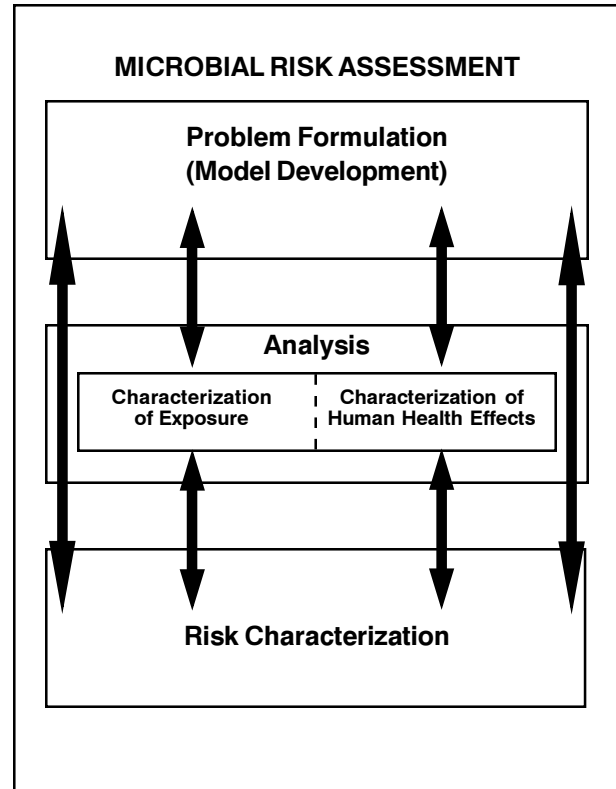 MICROBIAL RISK ASSESSMENT
Problem Formulation
(Model Development)
Analysis
Characterization
of Exposure
Characterization of
Human Health Effects
Risk Characterization